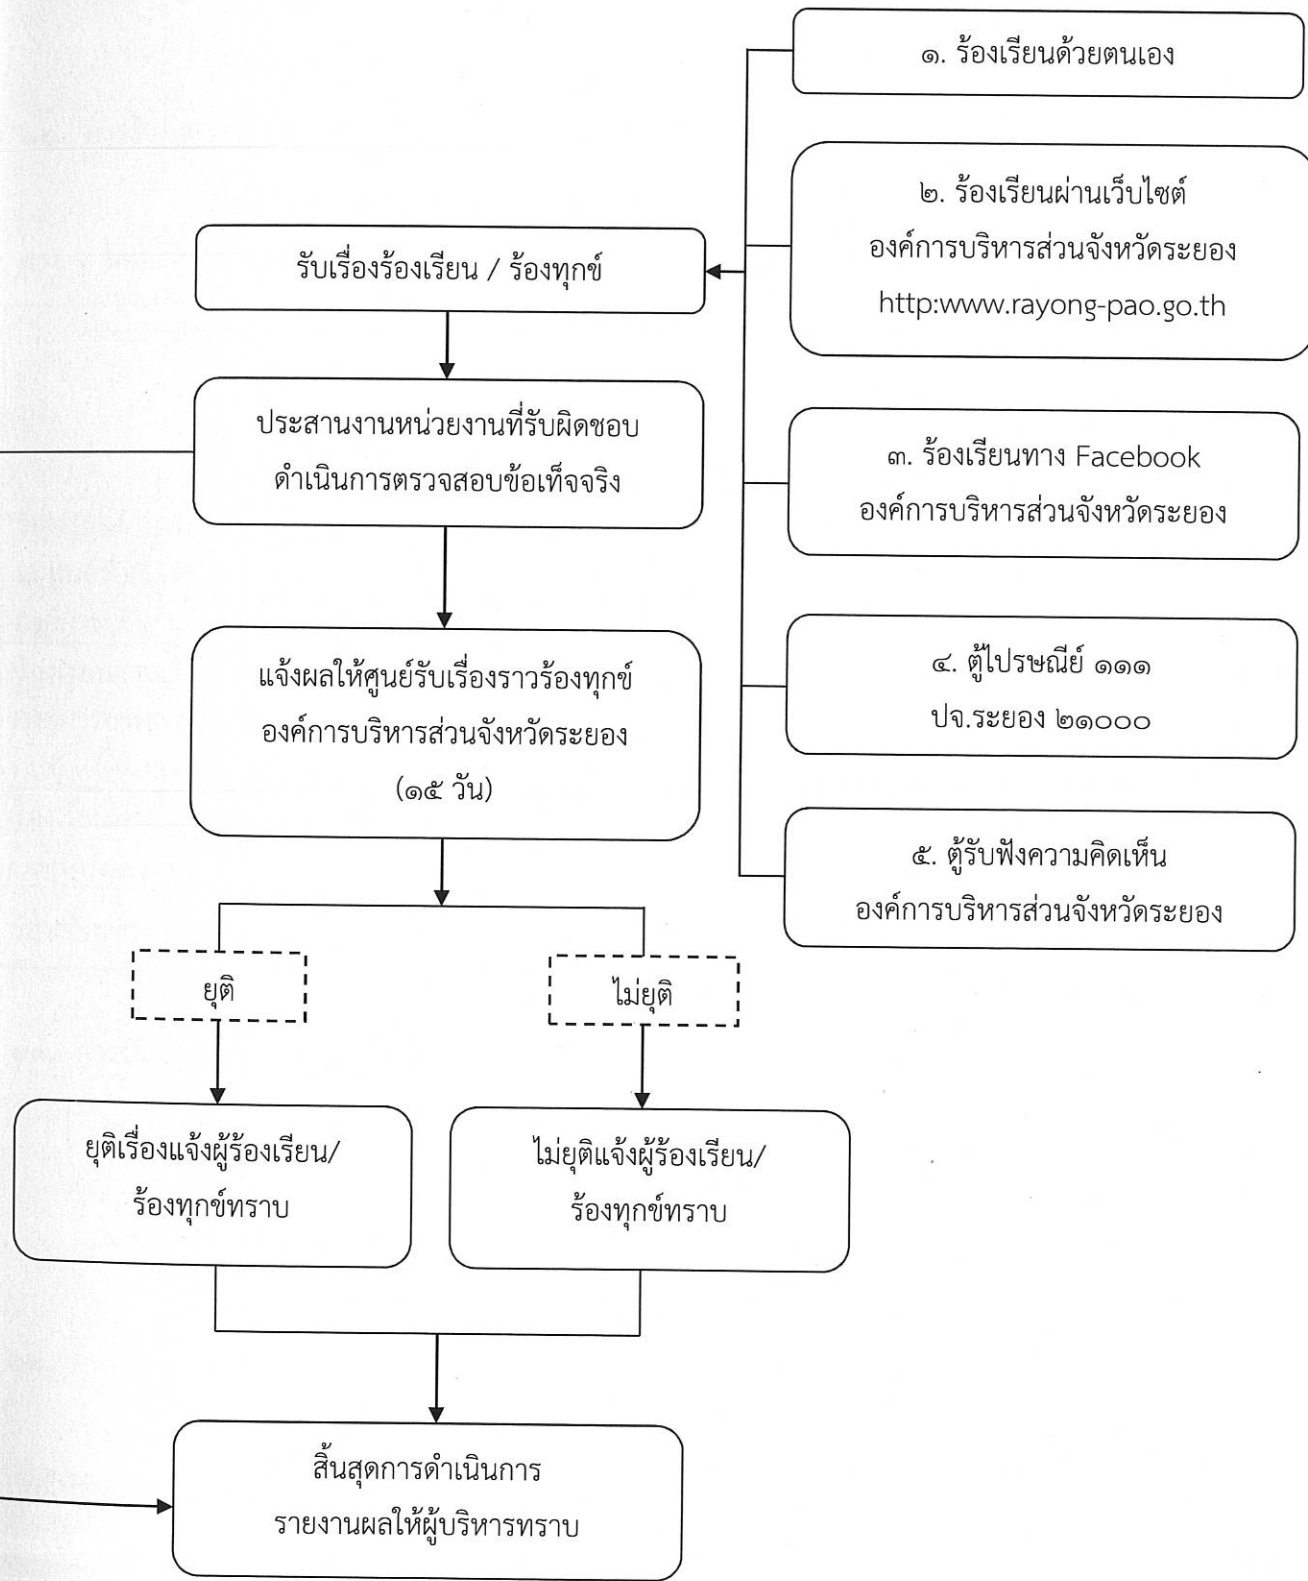 ๑. ร้องเรียนด้วยตนเอง
๒. ร้องเรียนผ่านเว็บไซต์
องค์การบริหารส่วนจังหวัดระยอง
http:www.rayong-pao.go.th
๓. ร้องเรียนทาง Facebook
องค์การบริหารส่วนจังหวัดระยอง
๔. ตู้ไปรษณีย์ ๑๑๑
ปจ.ระยอง ๒๑๐๐๐
๕. ตู้รับฟังความคิดเห็น
องค์การบริหารส่วนจังหวัดระยอง
รับเรื่องร้องเรียน / ร้องทุกข์
ประสานงานหน่วยงานที่รับผิดชอบ
ดำเนินการตรวจสอบข้อเท็จจริง
แจ้งผลให้ศูนย์รับเรื่องราวร้องทุกข์
องค์การบริหารส่วนจังหวัดระยอง
(๑๕ วัน)
ยุติ
ไม่ยุติ
ยุติเรื่องแจ้งผู้ร้องเรียน/
ร้องทุกข์ทราบ
ไม่ยุติแจ้งผู้ร้องเรียน/
ร้องทุกข์ทราบ
สิ้นสุดการดำเนินการ
รายงานผลให้ผู้บริหารทราบ